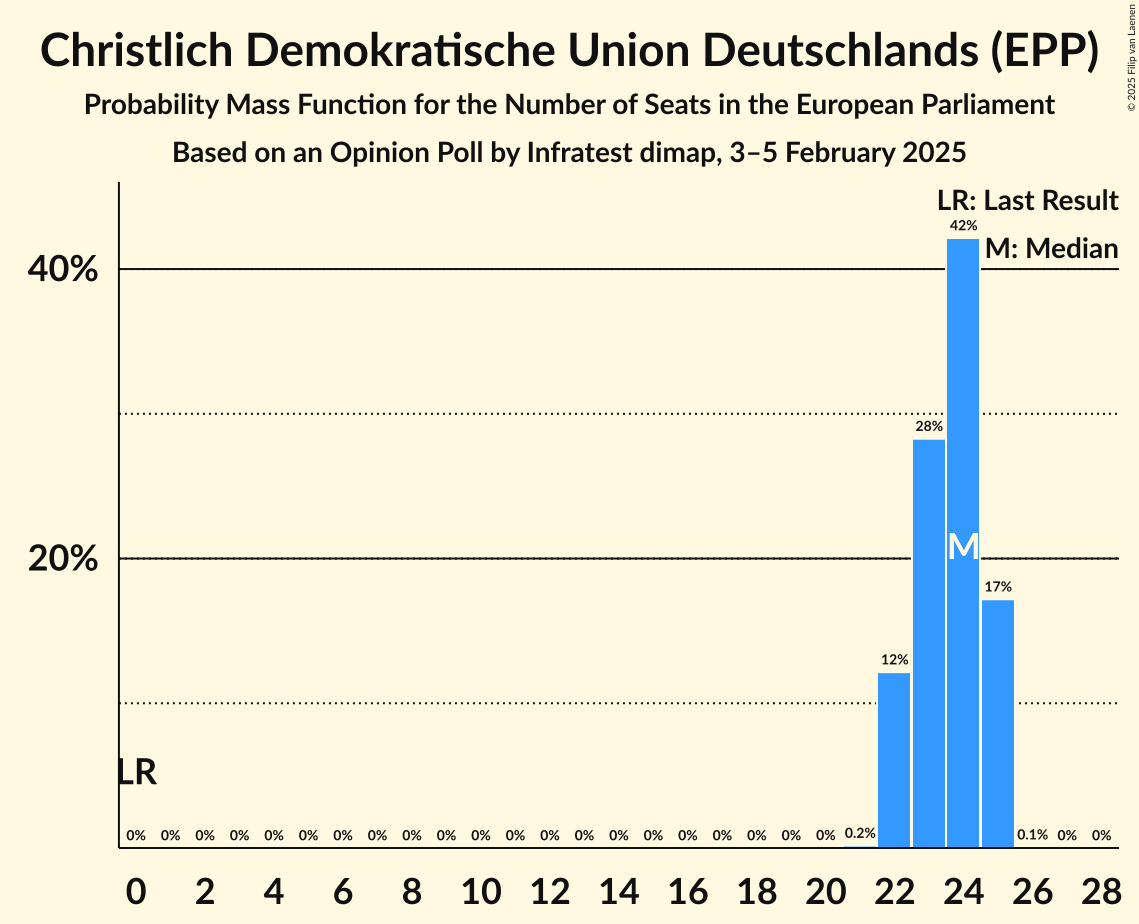 Christlich Demokratische Union Deutschlands (EPP)
Probability Mass Function for the Number of Seats in the European Parliament
Based on an Opinion Poll by Infratest dimap, 3–5 February 2025
© 2025 Filip van Laenen
LR: Last Result
M: Median
42%
40%
28%
M
20%
17%
12%
LR
0% 0% 0% 0% 0% 0% 0% 0% 0% 0% 0% 0% 0% 0% 0% 0% 0% 0% 0% 0% 0% 0.2% 0.1% 0% 0%
0 2 4 6 8 10 12 14 16 18 20 22 24 26 28